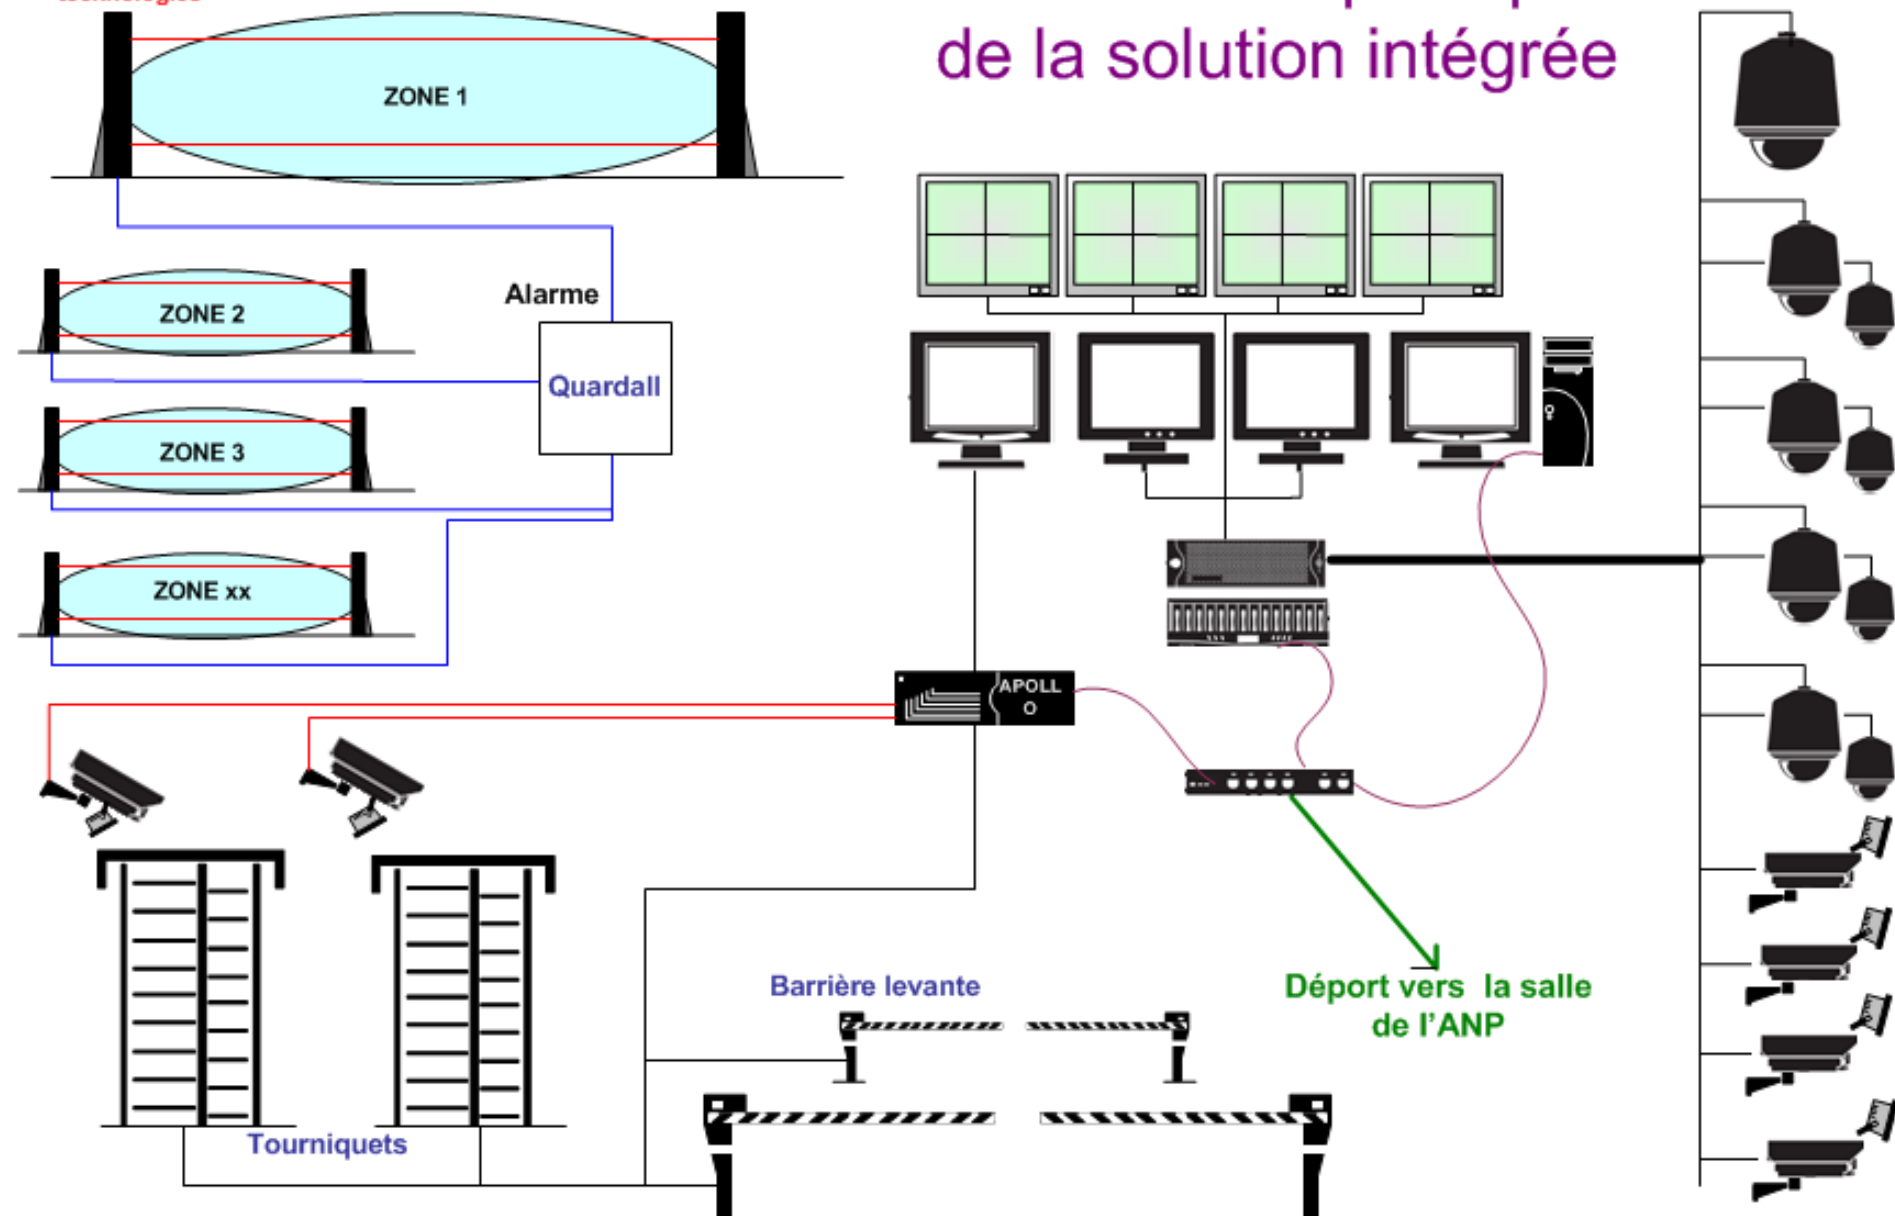 de la solution intégrée
ZONE 1
Alarme
ZONE 2
Quardall
ZONE 3
ZONE xx
APOLL
O
Barrière levante
Déport vers la salle
de l'ANP
Tourniquets